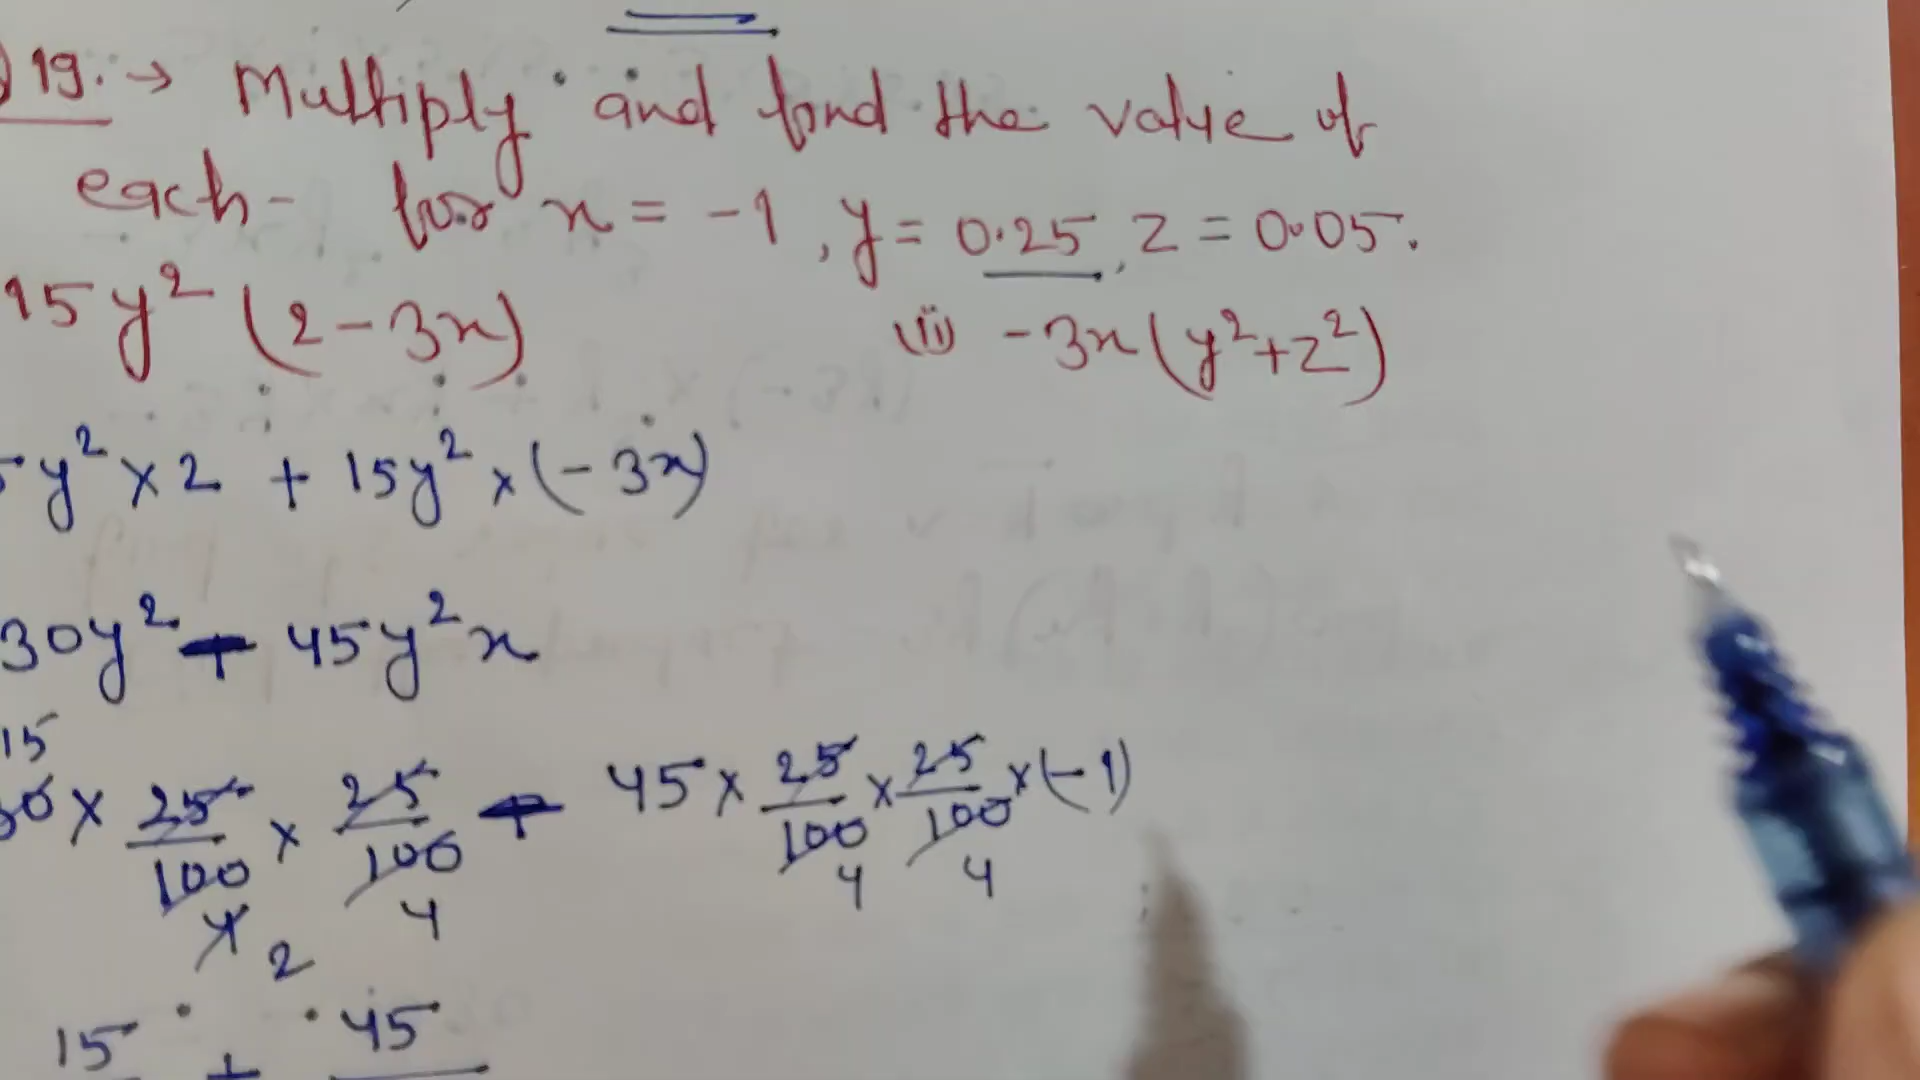 19. → Multiply and find the value of
each for x = -1, y = 0.25, z = 0.05.
15y² (2-3x) (ii) -3x(y²+z²)
y² × 2 + 15y² × (-3x)
30y² - 45y²x
15
30 × 25/100 × 25/100 - 45 × 25/100 × 25/100 × (-1)
4 4 4 4
2
15 + 45